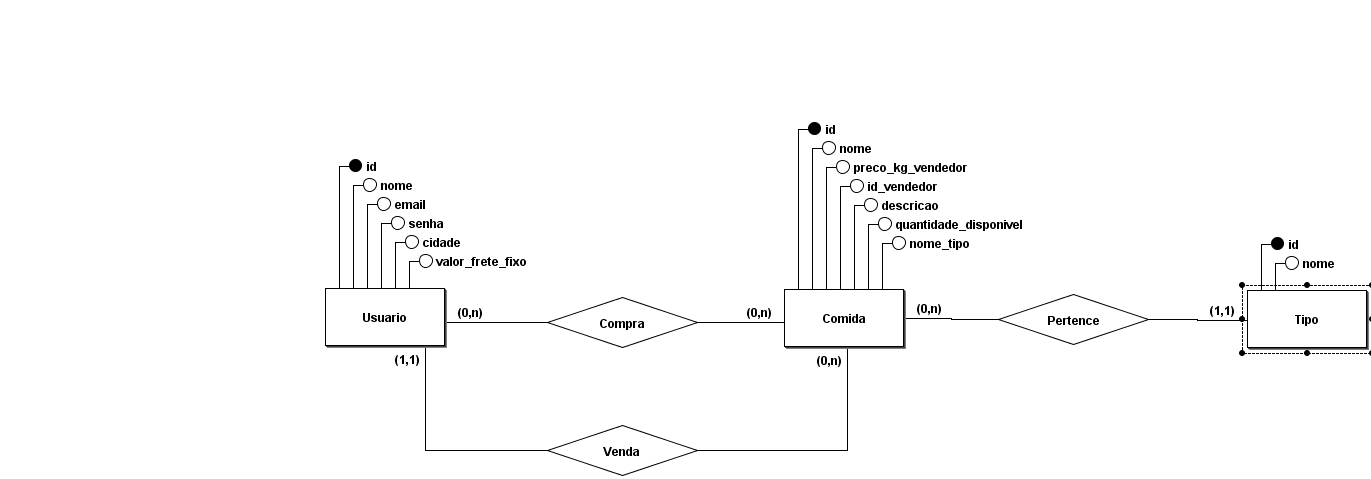 id
nome
email
senha
cidade
valor_frete_fixo
Usuario
(0,n)
(1,1)
Compra
(0,n)
id
nome
preco_kg_vendedor
id_vendedor
descricao
quantidade_disponivel
nome_tipo
Comida
(0,n)
(0,n)
Pertence
(1,1)
id
nome
Tipo
Venda